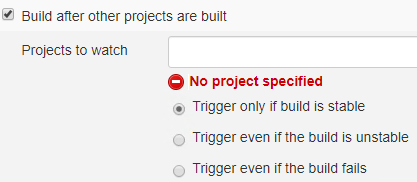 Build after other projects are built
Projects to watch
No project specified
Trigger only if build is stable
Trigger even if the build is unstable
Trigger even if the build fails